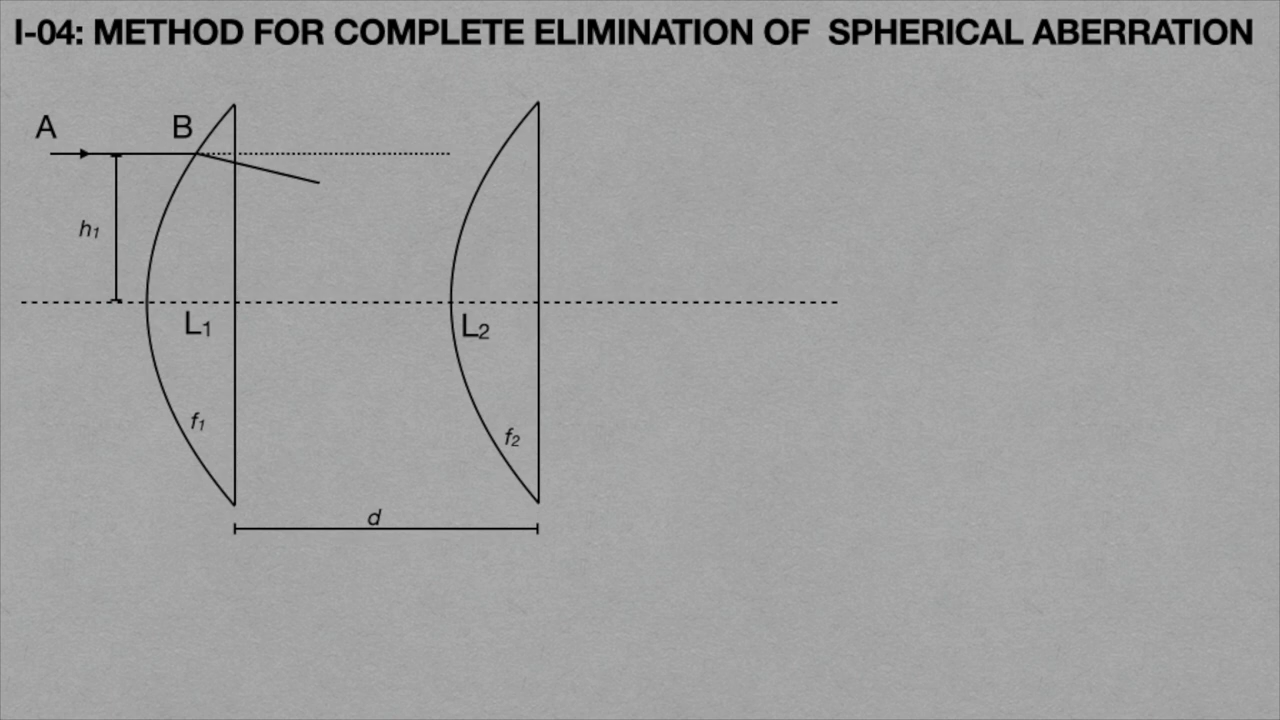 I-04: METHOD FOR COMPLETE ELIMINATION OF SPHERICAL ABERRATION
A
B
h₁
L₁
L₂
f₁
f₂
d